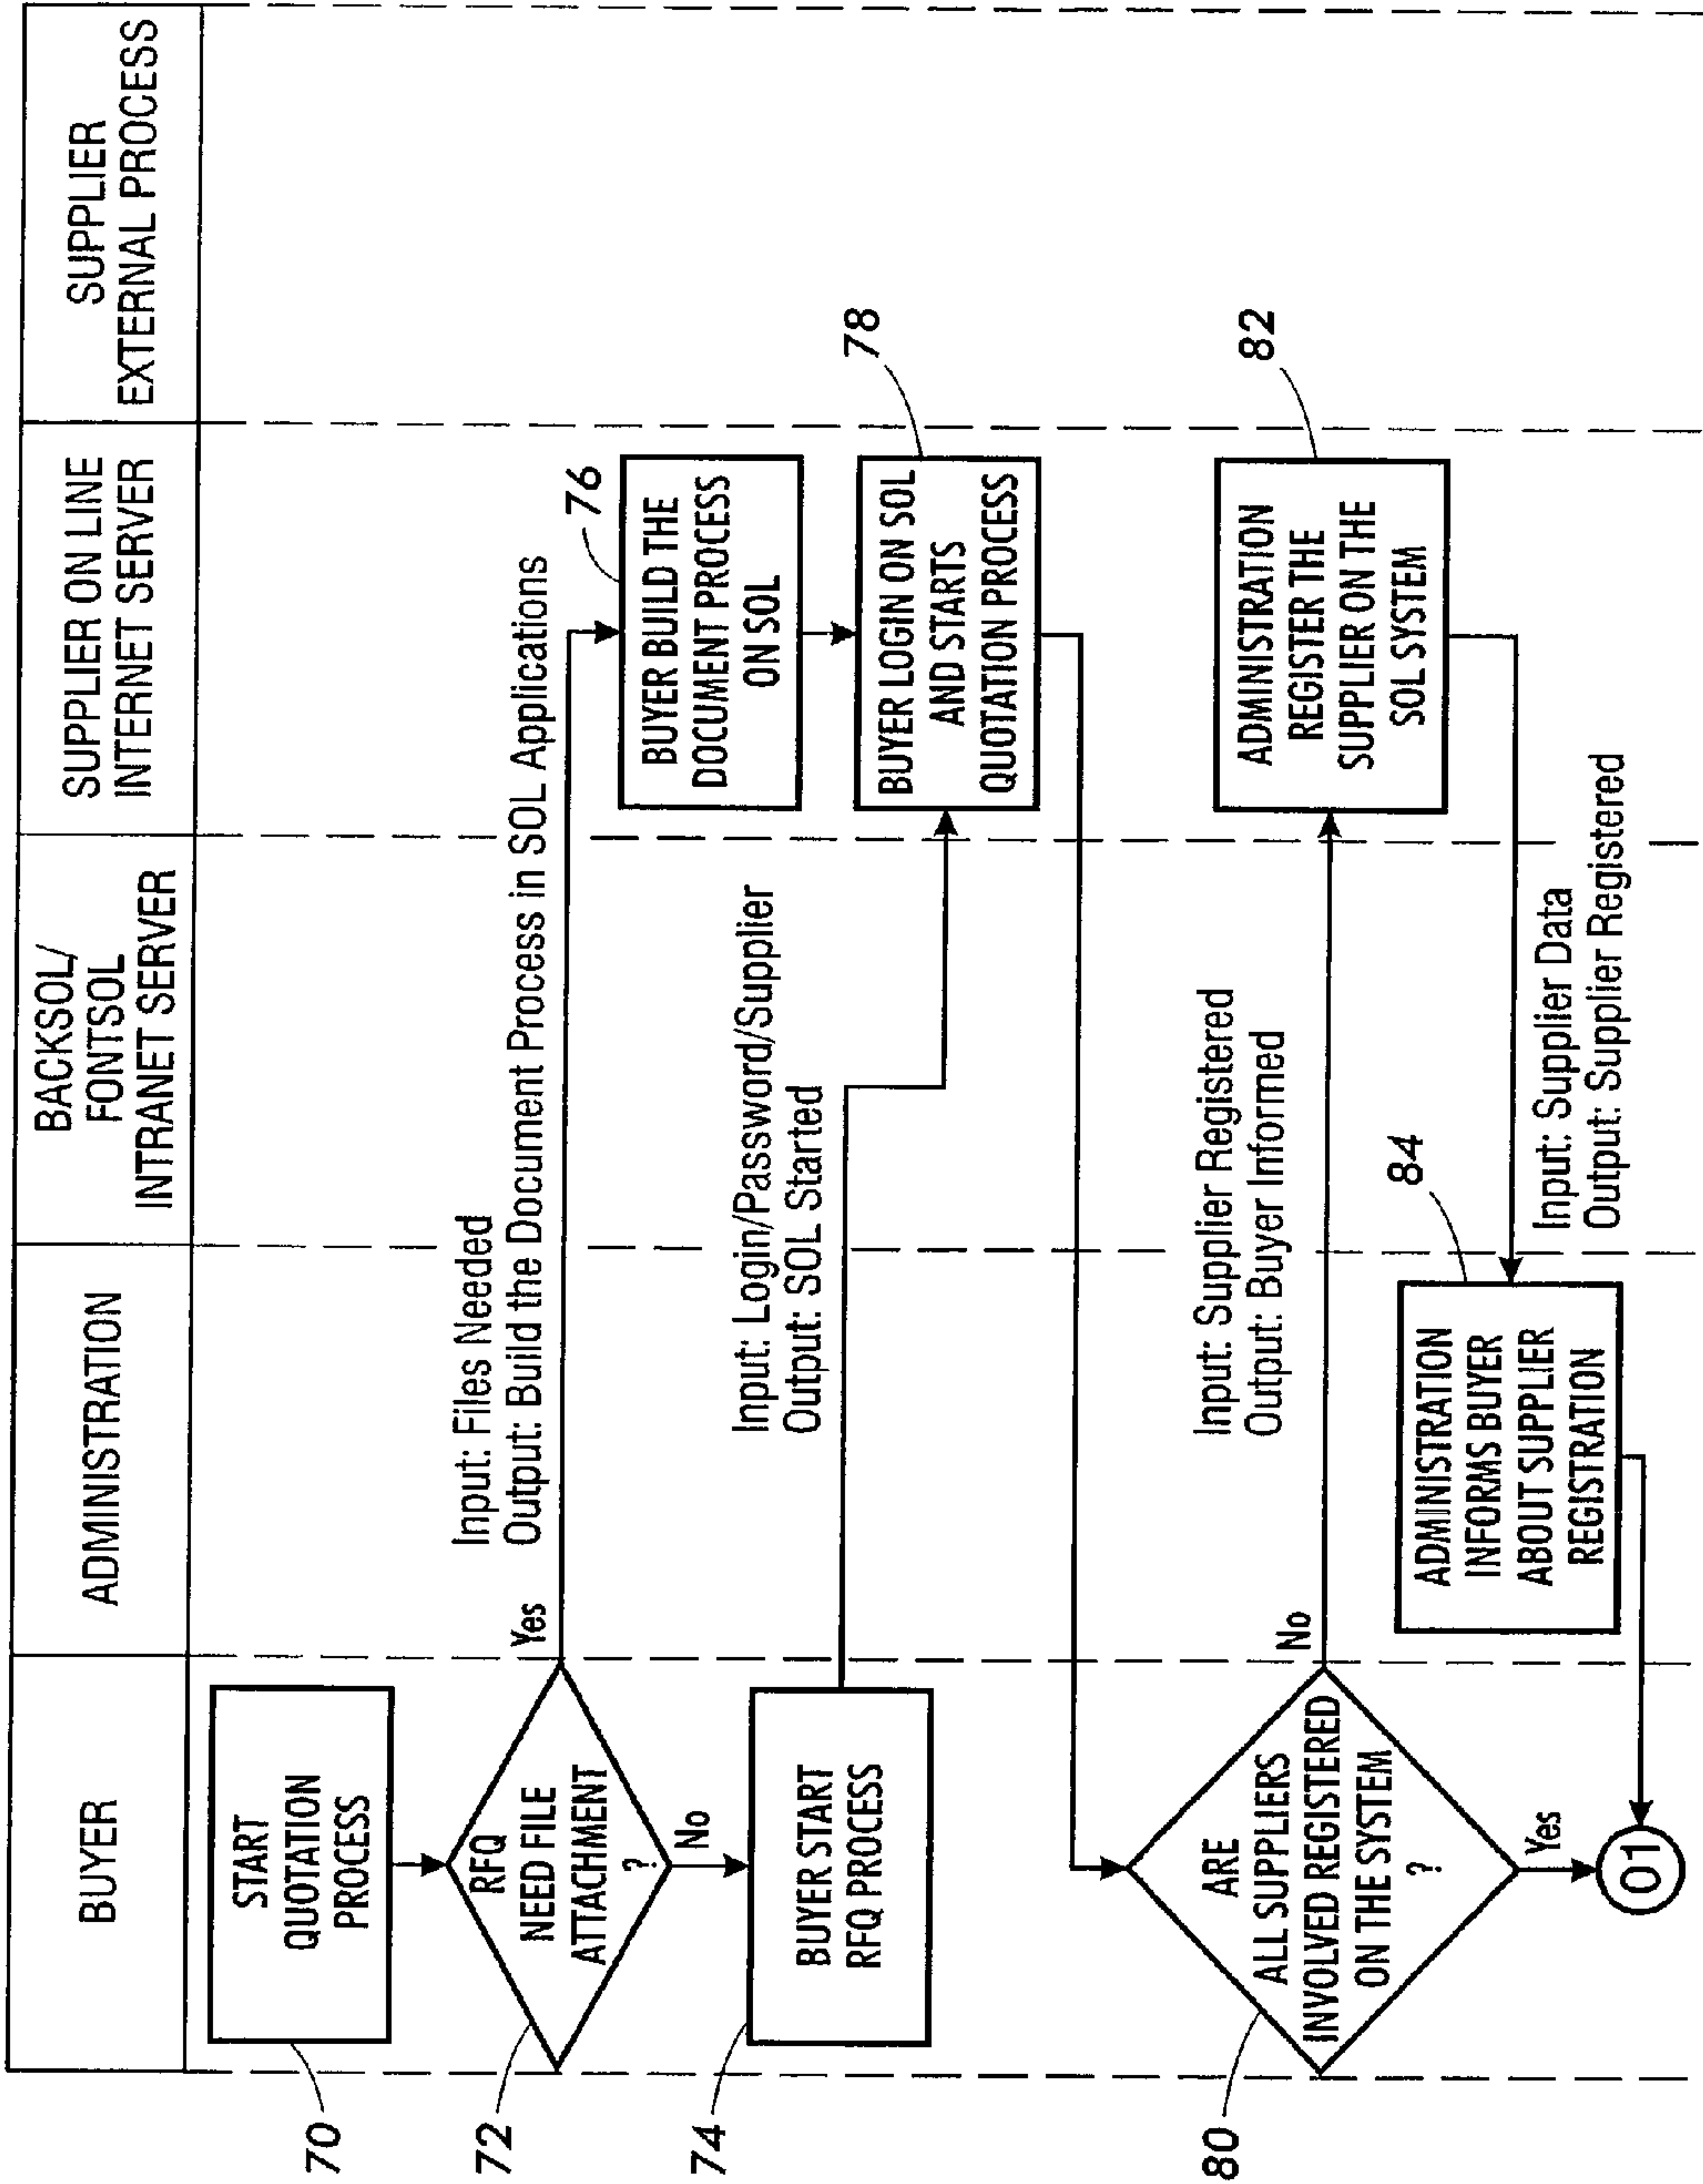 BUYER
ADMINISTRATION
BACKSOL/
FONTSOL
INTRANET SERVER
SUPPLIER ON LINE
INTERNET SERVER
SUPPLIER
EXTERNAL PROCESS
70
START
QUOTATION
PROCESS
72
RFQ
NEED FILE
ATTACHMENT
?
Yes
No
Input: Files Needed
Output: Build the Document Process in SOL Applications
76
BUYER BUILD THE
DOCUMENT PROCESS
ON SOL
74
BUYER START
RFQ PROCESS
Input: Login/Password/Supplier
Output: SOL Started
78
BUYER LOGIN ON SOL
AND STARTS
QUOTATION PROCESS
80
ARE
ALL SUPPLIERS
INVOLVED REGISTERED
ON THE SYSTEM
?
No
Yes
Input: Supplier Registered
Output: Buyer Informed
82
ADMINISTRATION
REGISTER THE
SUPPLIER ON THE
SOL SYSTEM
84
ADMINISTRATION
INFORMS BUYER
ABOUT SUPPLIER
REGISTRATION
Input: Supplier Data
Output: Supplier Registered
01